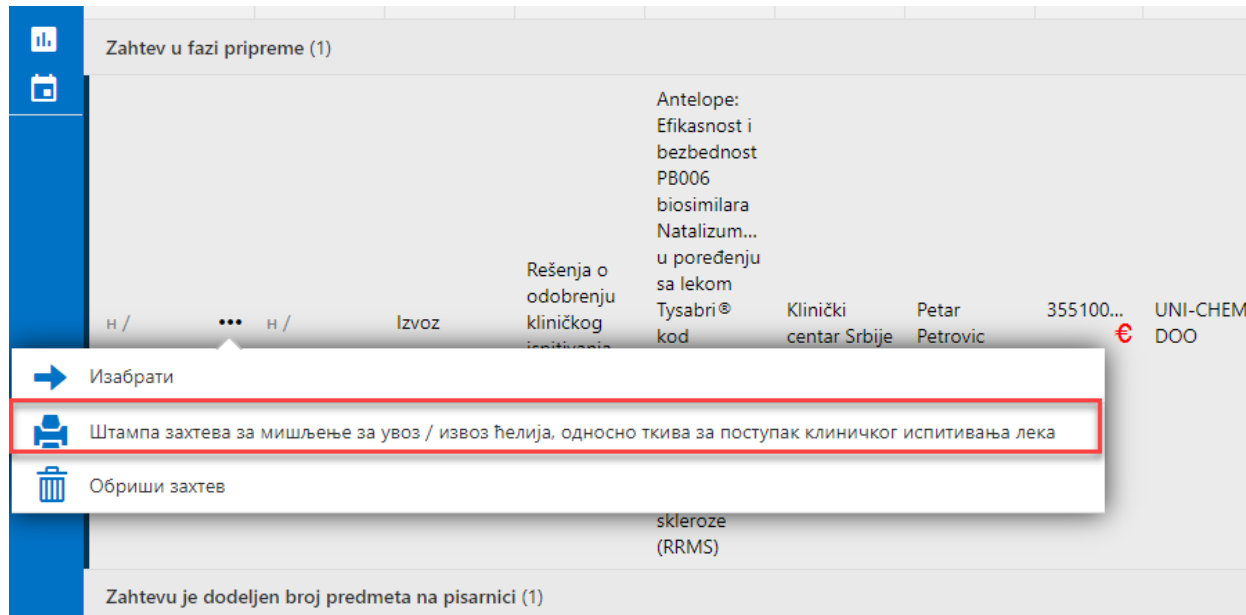 Zahtev u fazi pripreme (1)
Antelope:
Efikasnost i
bezbednost
PB006
biosimilara
Natalizum...
u poređenju
sa lekom
Tysabri®
kod
Rešenja o
odobrenju
kliničkog
ispitivanja
н /
•••
н /
Izvoz
Klinički
centar Srbije
Petar
Petrovic
355100...
€
UNI-CHEM
DOO
Изабрати
Штампа захтева за мишљење за увоз / извоз ћелија, односно ткива за поступак клиничког испитивања лека
Обриши захтев
skleroze
(RRMS)
Zahtevu je dodeljen broj predmeta na pisarnici (1)